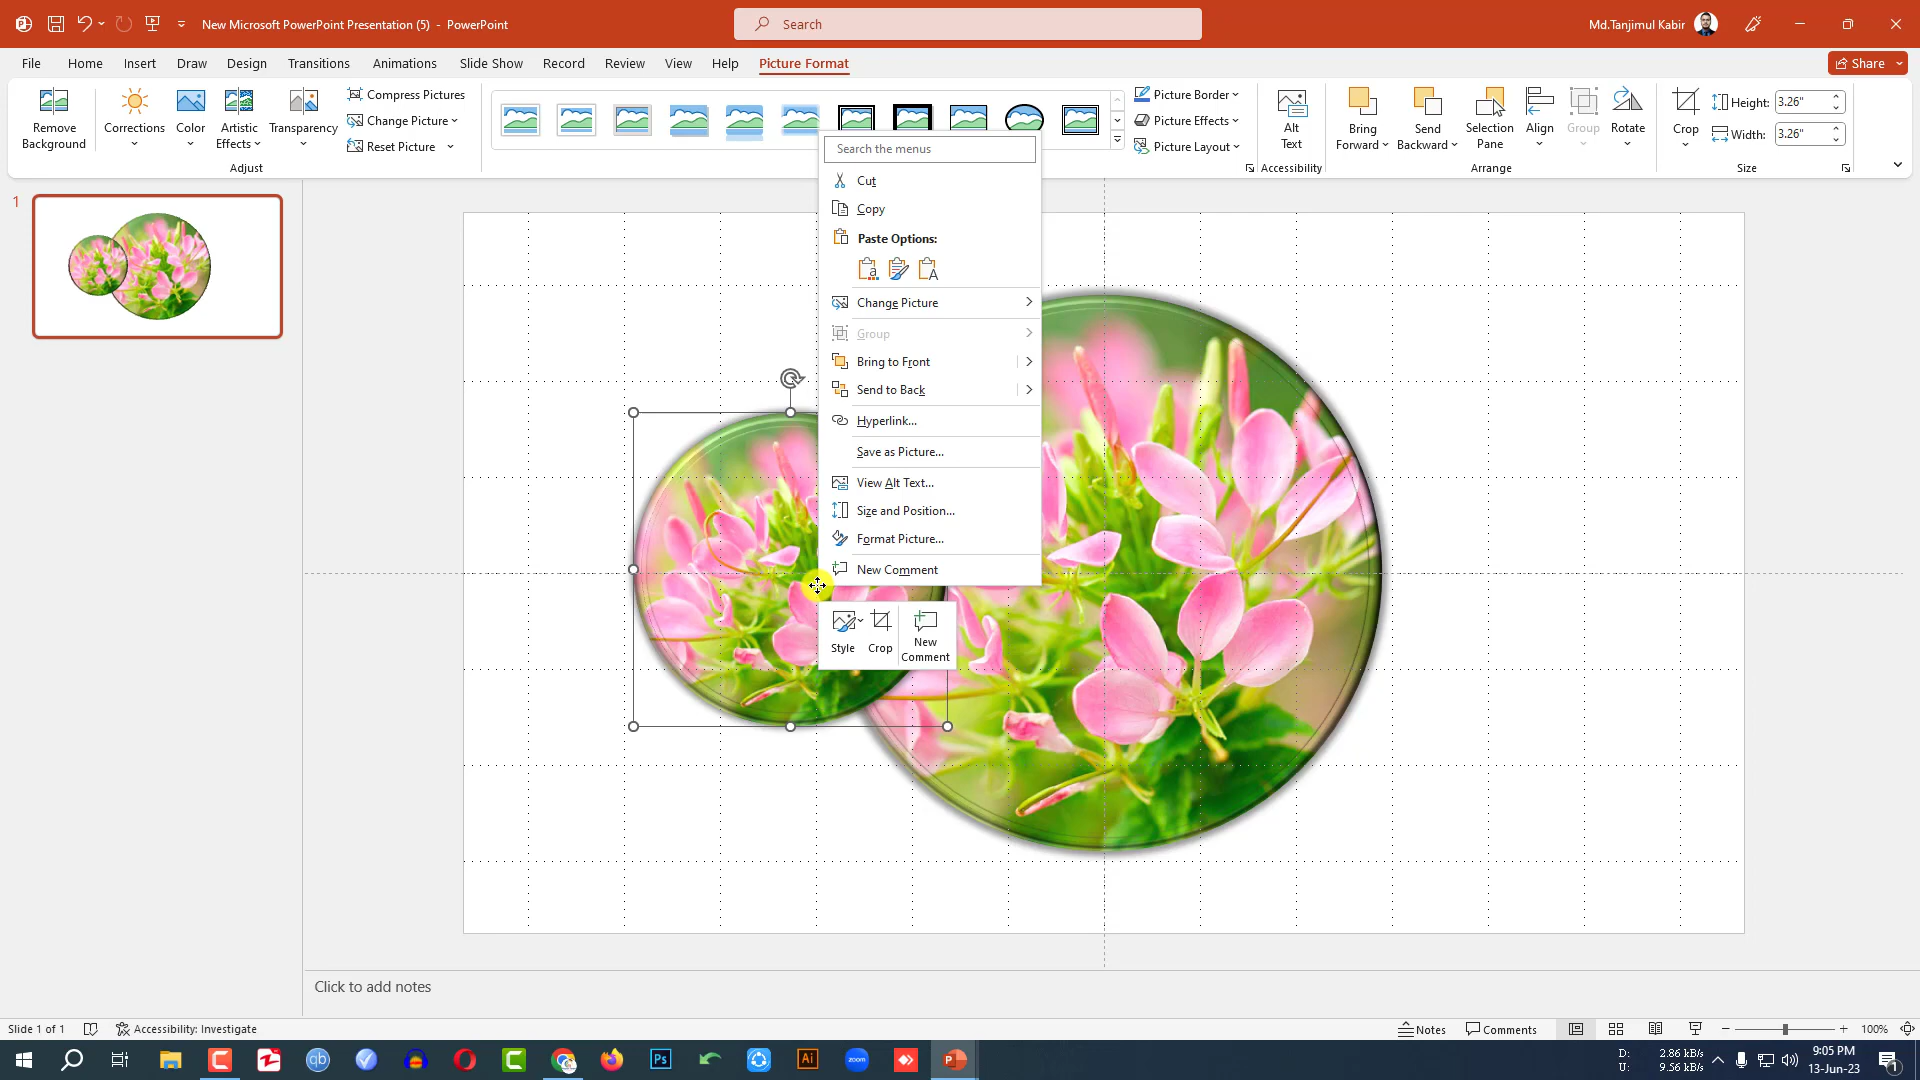 New Microsoft PowerPoint Presentation (5) - PowerPoint
Search
Md.Tanjimul Kabir
File Home Insert Draw Design Transitions Animations Slide Show Record Review View Help Picture Format
Share
Remove Background
Corrections
Color
Artistic Effects
Transparency
Compress Pictures
Change Picture
Reset Picture
Adjust
Picture Border
Picture Effects
Picture Layout
Alt Text
Accessibility
Bring Forward
Send Backward
Selection Pane
Align
Group
Rotate
Arrange
Crop
Height: 3.26"
Width: 3.26"
Size
1
Search the menus
Cut
Copy
Paste Options:
Change Picture
Group
Bring to Front
Send to Back
Hyperlink...
Save as Picture...
View Alt Text...
Size and Position...
Format Picture...
New Comment
Style
Crop
New Comment
Click to add notes
Slide 1 of 1
Accessibility: Investigate
Notes
Comments
100%
qb
Ps
zoom
Ai
D: 2.86 kB/s
U: 9.56 kB/s
9:05 PM
13-Jun-23
1